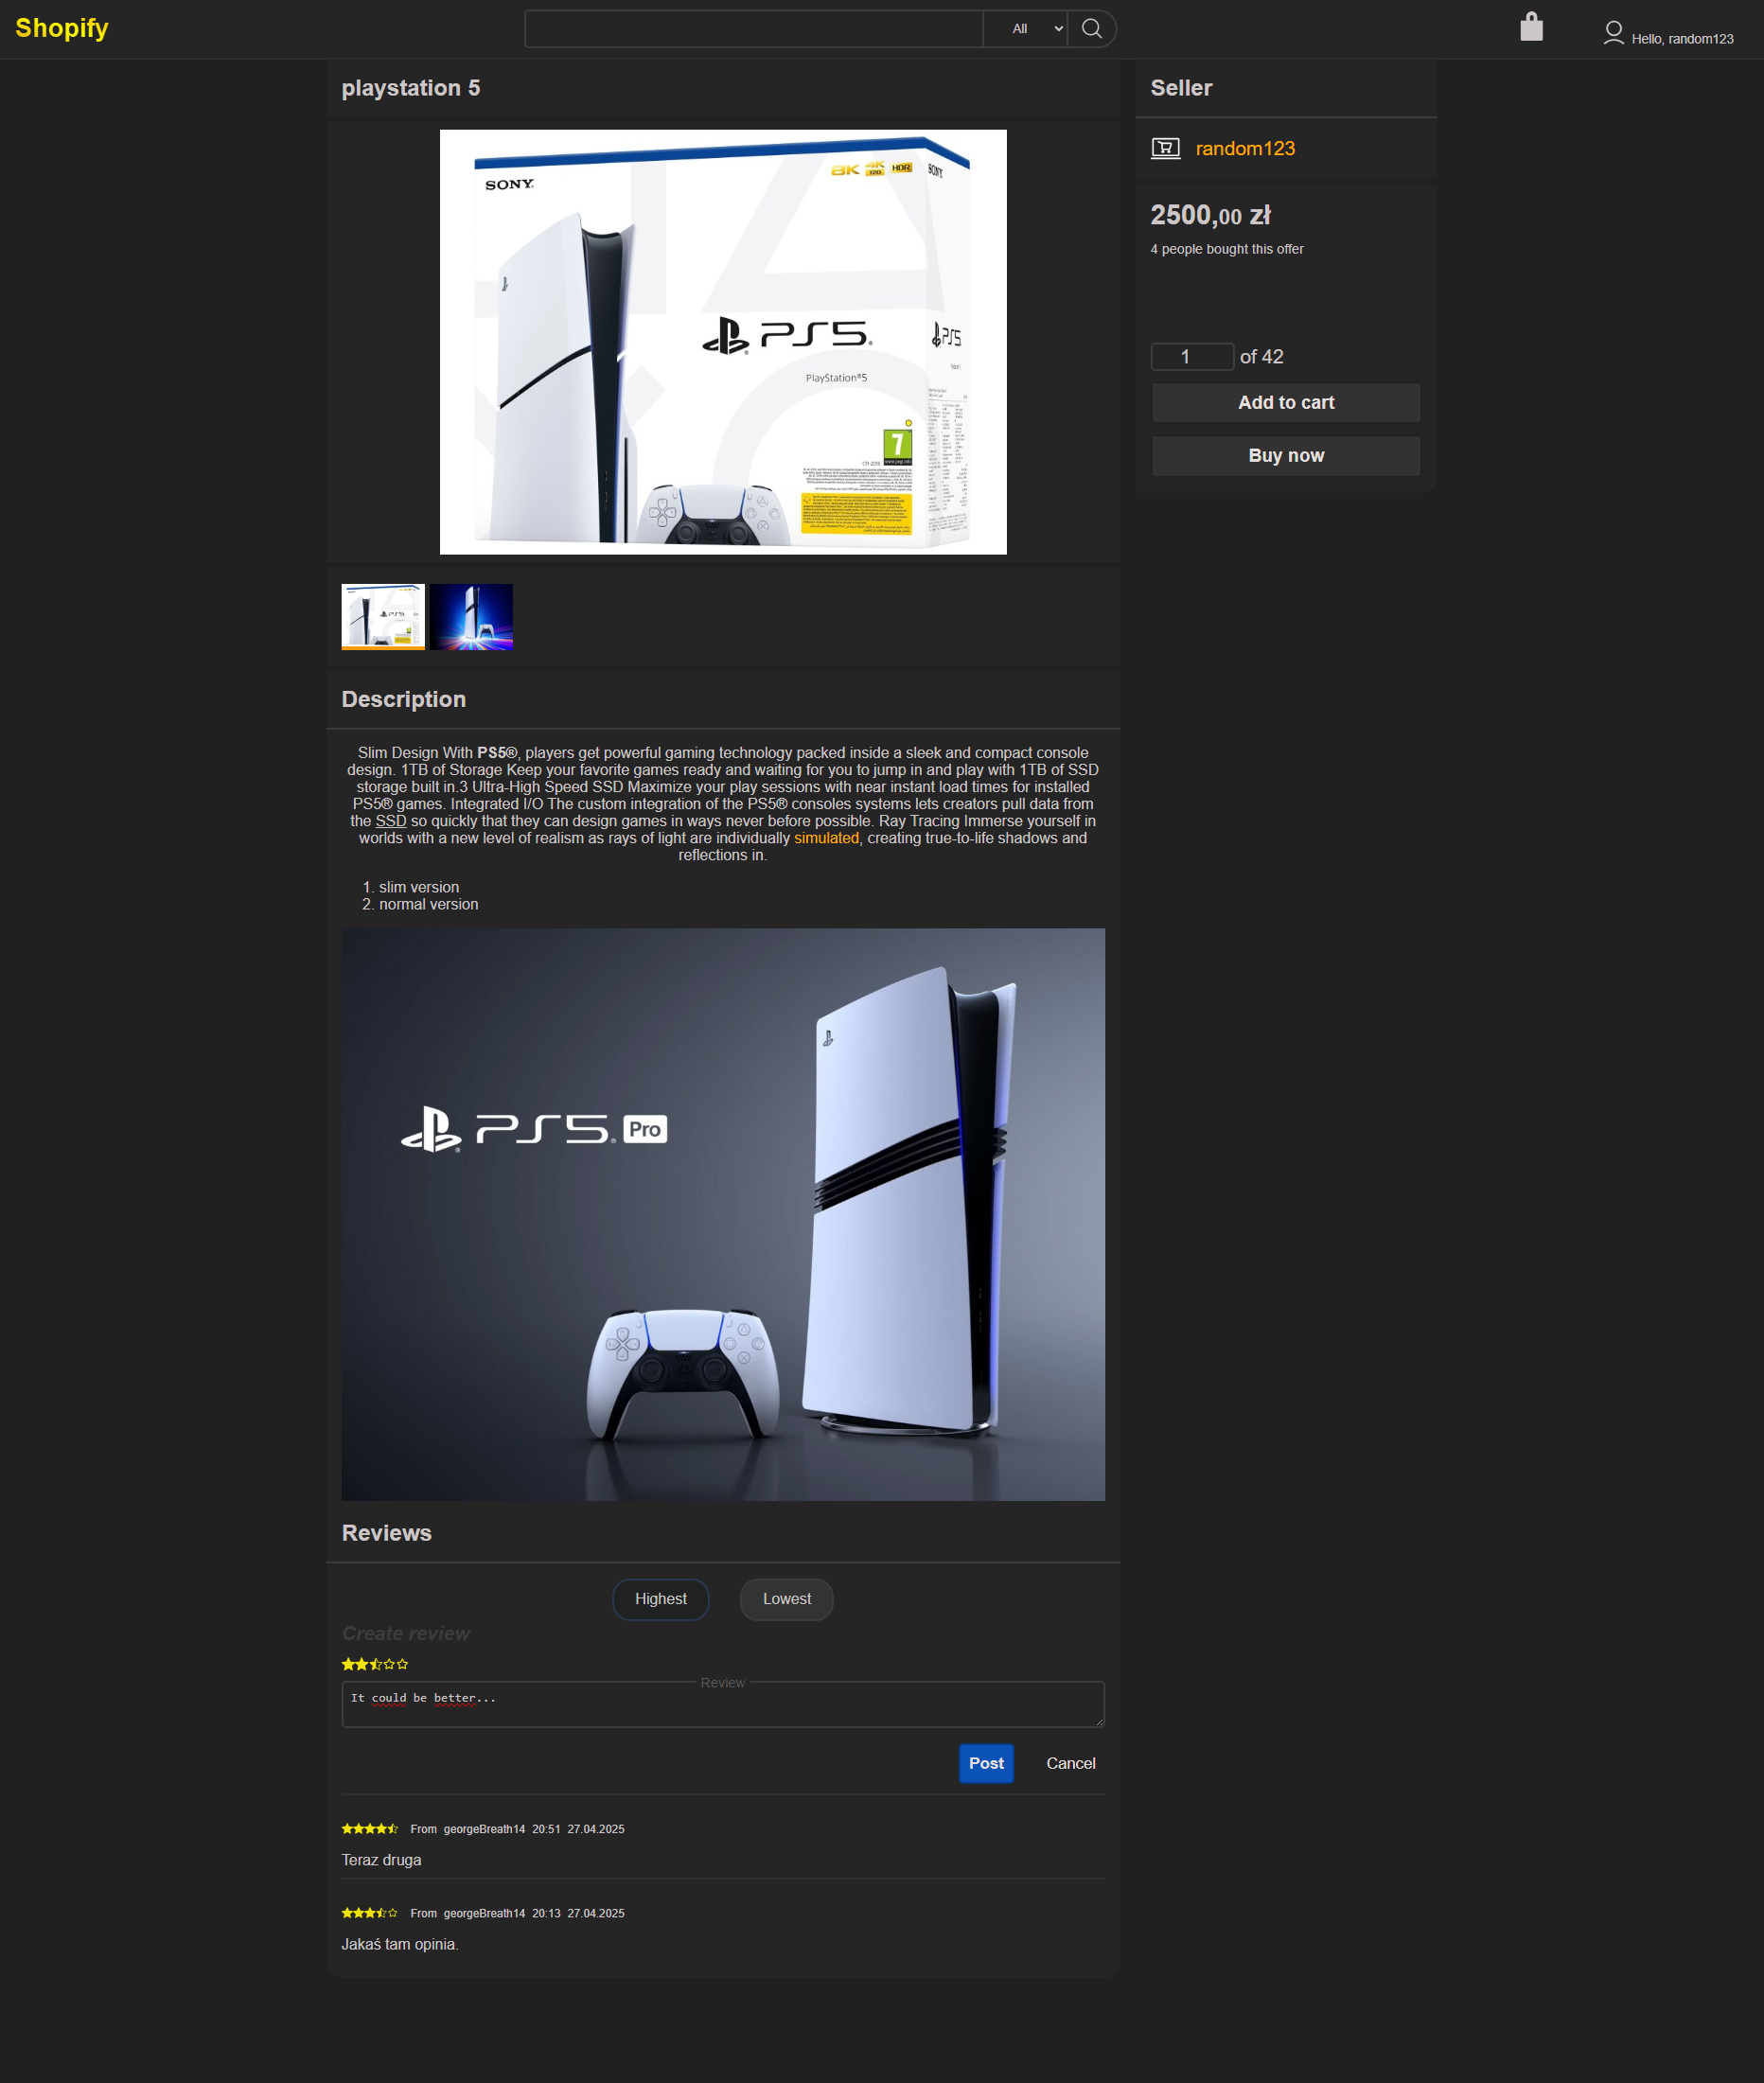 Shopify
All
Hello, random123
playstation 5
SONY
8K 4K 120 HDR
SONY
PS5
PS5
PlayStation®5
7
Seller
random123
2500,00 zł
4 people bought this offer
1 of 42
Add to cart
Buy now
Description
Slim Design With PS5®, players get powerful gaming technology packed inside a sleek and compact console
design. 1TB of Storage Keep your favorite games ready and waiting for you to jump in and play with 1TB of SSD
storage built in.3 Ultra-High Speed SSD Maximize your play sessions with near instant load times for installed
PS5® games. Integrated I/O The custom integration of the PS5® consoles systems lets creators pull data from
the SSD so quickly that they can design games in ways never before possible. Ray Tracing Immerse yourself in
worlds with a new level of realism as rays of light are individually simulated, creating true-to-life shadows and
reflections in.
1. slim version
2. normal version
PS5 Pro
Reviews
Highest
Lowest
Create review
Review
It could be better...
Post
Cancel
From georgeBreath14 20:51 27.04.2025
Teraz druga
From georgeBreath14 20:13 27.04.2025
Jakaś tam opinia.